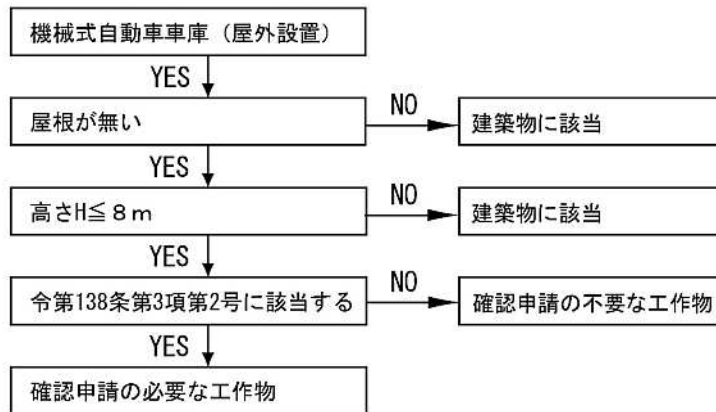 機械式自動車車庫（屋外設置）
YES
屋根が無い
NO
建築物に該当
YES
高さH≦８ｍ
NO
建築物に該当
YES
令第138条第3項第2号に該当する
NO
確認申請の不要な工作物
YES
確認申請の必要な工作物